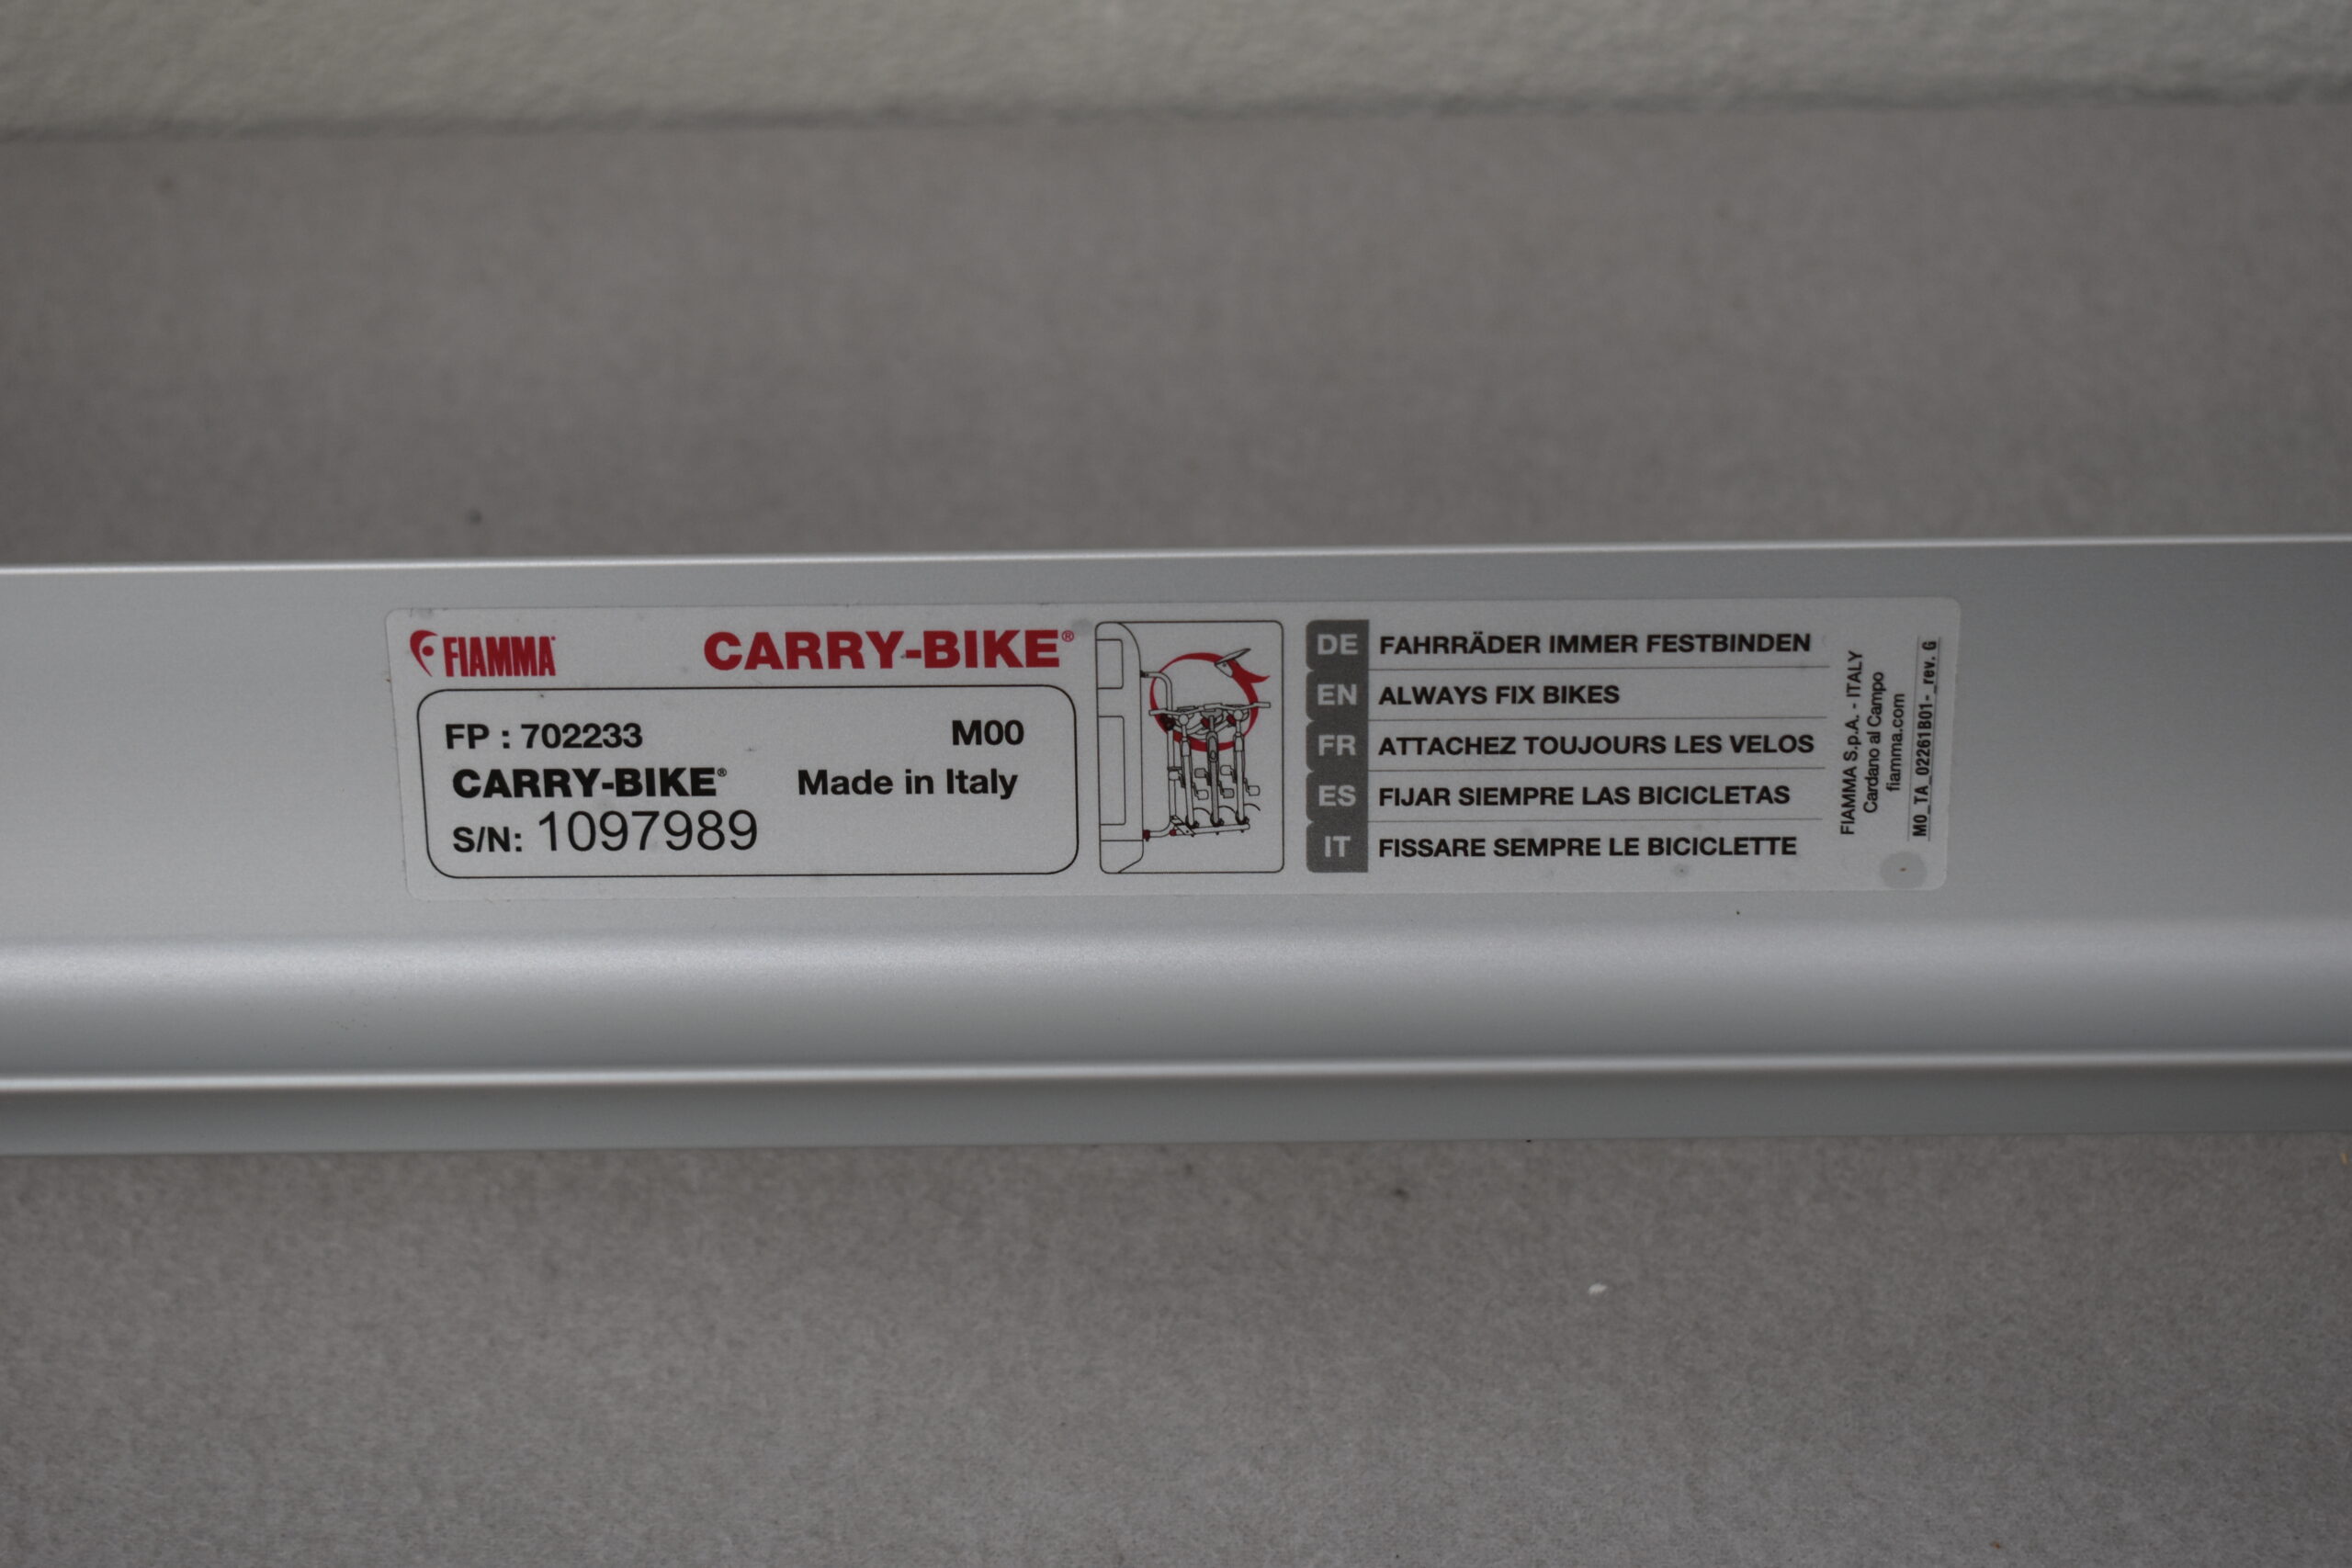 FIAMMA®
CARRY-BIKE®
FP : 702233 M00
CARRY-BIKE® Made in Italy
S/N: 1097989
DE FAHRRÄDER IMMER FESTBINDEN
EN ALWAYS FIX BIKES
FR ATTACHEZ TOUJOURS LES VELOS
ES FIJAR SIEMPRE LAS BICICLETAS
IT FISSARE SEMPRE LE BICICLETTE
FIAMMA S.p.A. - ITALY
Cardano al Campo
fiamma.com
M0_TA_02261B01-_rev. G